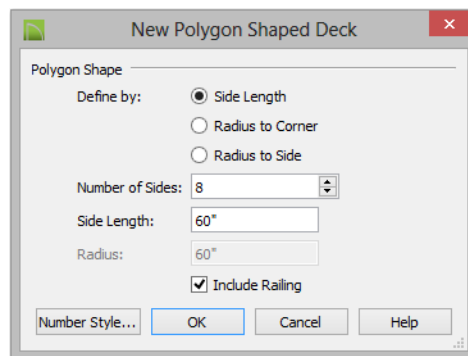 New Polygon Shaped Deck
Polygon Shape
Define by: Side Length
Radius to Corner
Radius to Side
Number of Sides: 8
Side Length: 60"
Radius: 60"
Include Railing
Number Style... OK Cancel Help